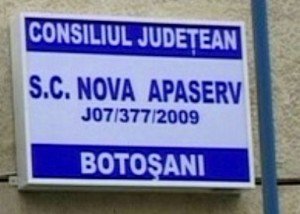 CONSILIUL JUDEȚEAN
S.C. NOVA APASERV
J07/377/2009
BOTOȘANI